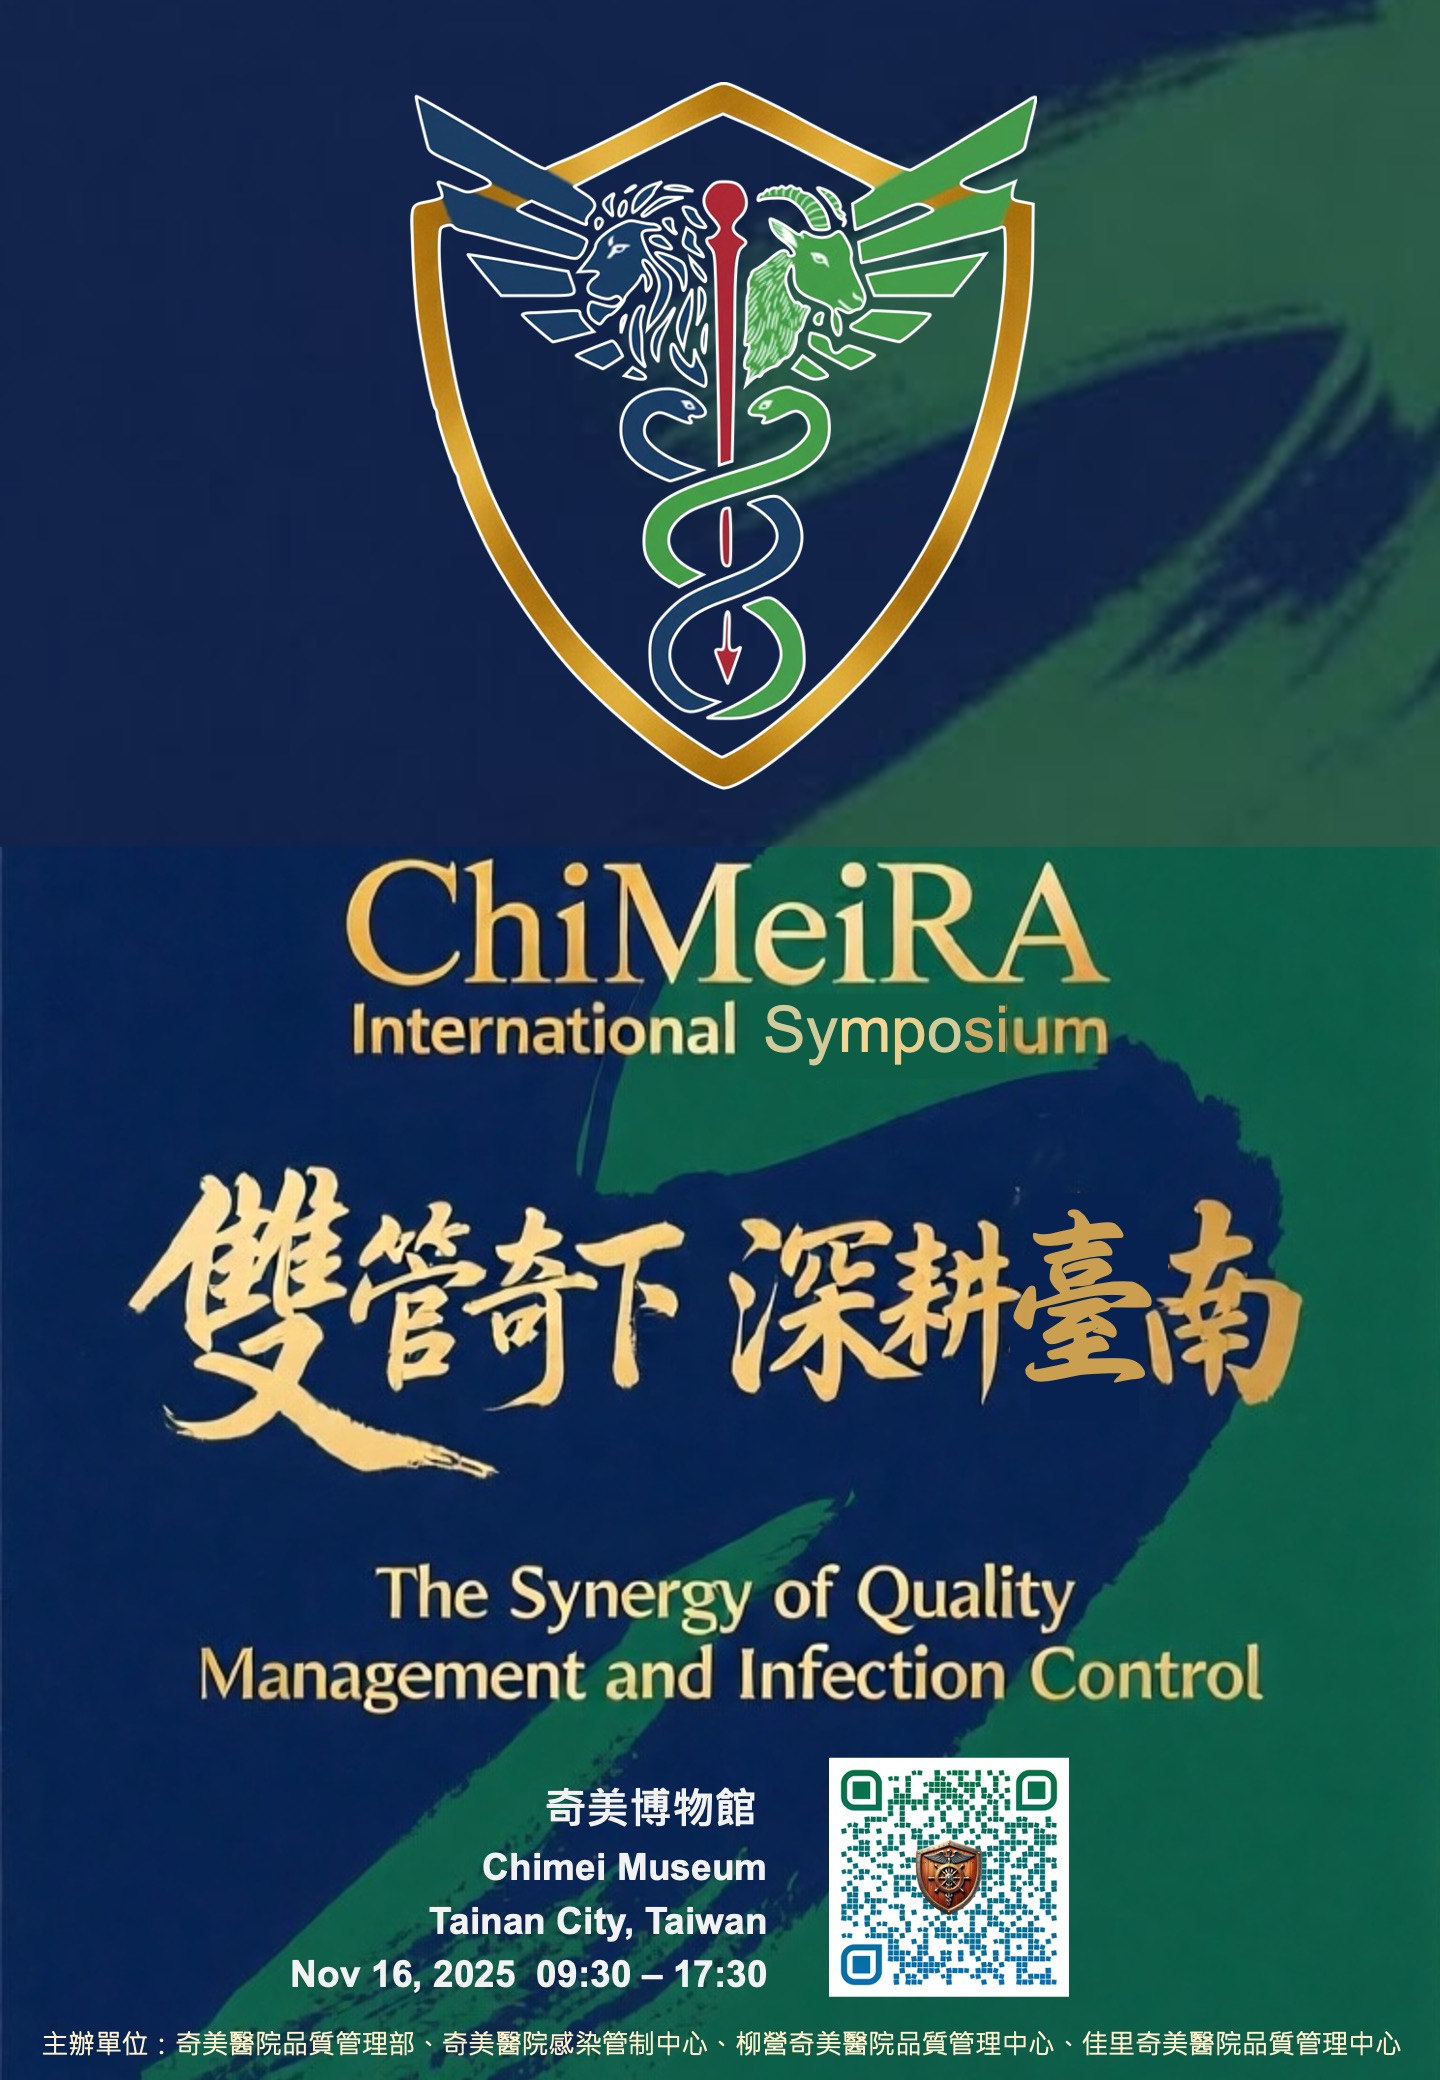 ChiMeiRA
International Symposium
雙管奇下 深耕臺南
The Synergy of Quality
Management and Infection Control
奇美博物館
Chimei Museum
Tainan City, Taiwan
Nov 16, 2025 09:30 – 17:30
主辦單位：奇美醫院品質管理部、奇美醫院感染管制中心、柳營奇美醫院品質管理中心、佳里奇美醫院品質管理中心